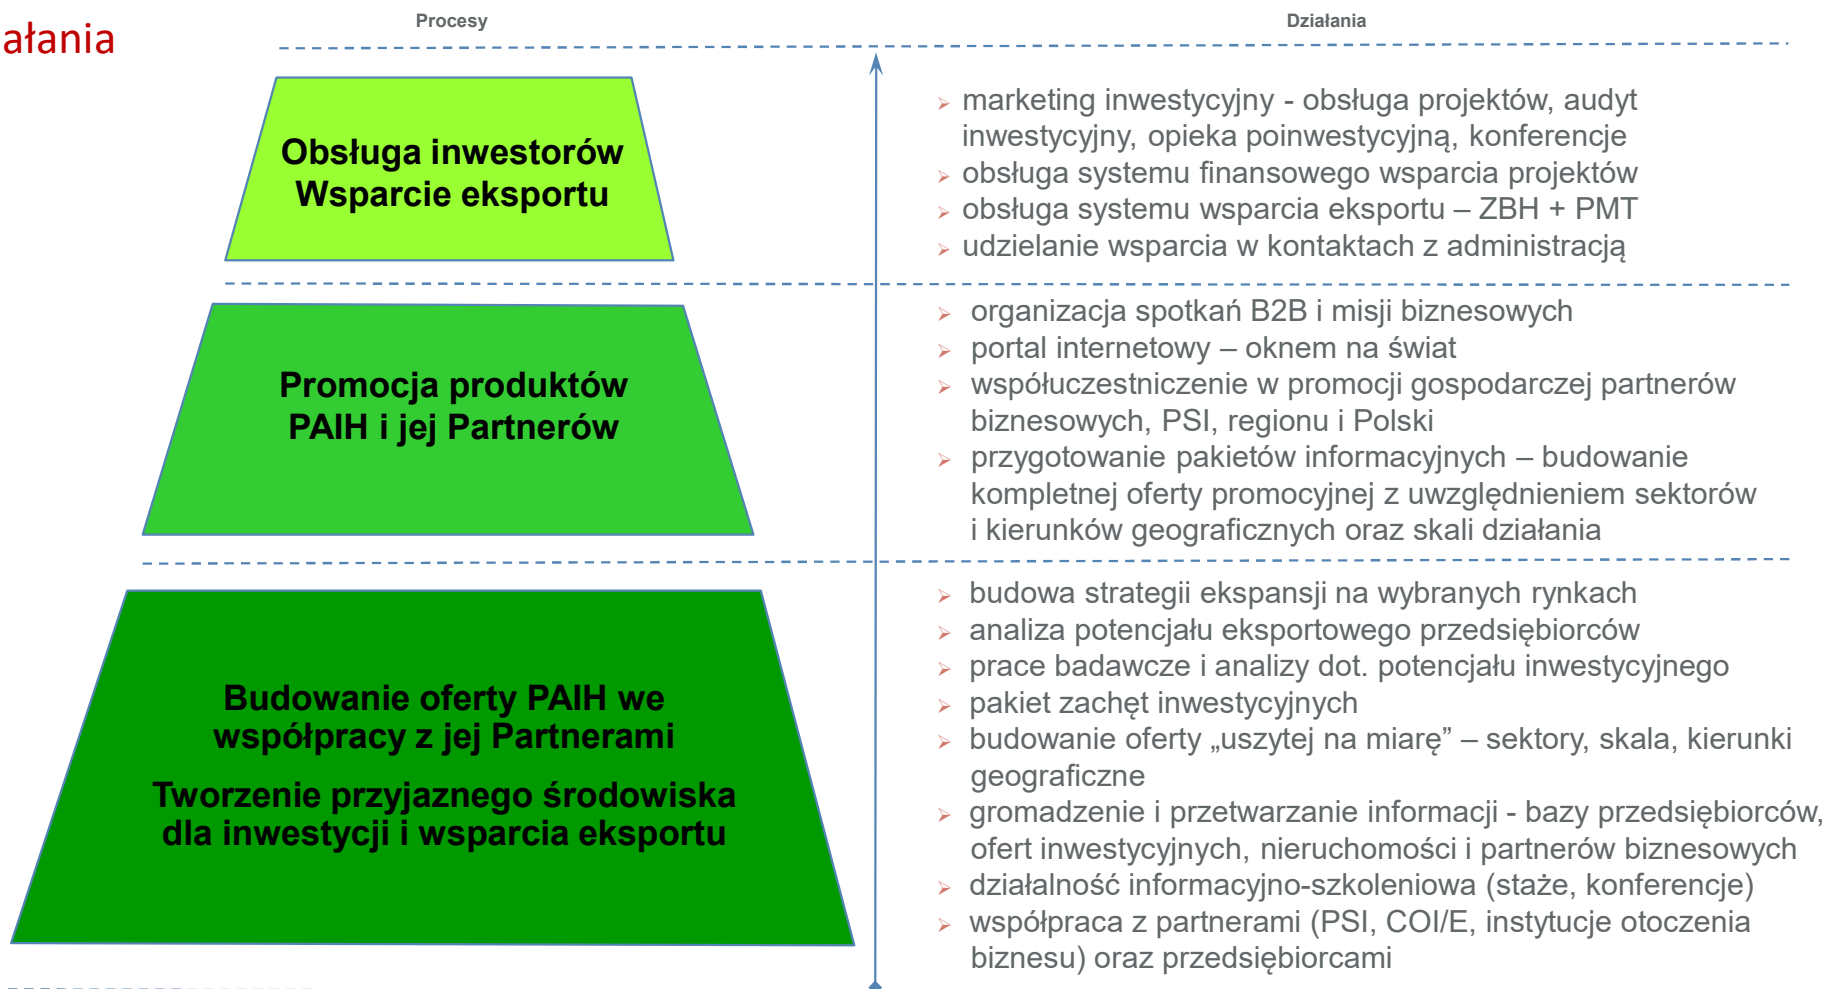 ałania
Procesy
Działania
Obsługa inwestorów
Wsparcie eksportu
marketing inwestycyjny - obsługa projektów, audyt
inwestycyjny, opieka poinwestycyjną, konferencje
obsługa systemu finansowego wsparcia projektów
obsługa systemu wsparcia eksportu – ZBH + PMT
udzielanie wsparcia w kontaktach z administracją
Promocja produktów
PAIH i jej Partnerów
organizacja spotkań B2B i misji biznesowych
portal internetowy – oknem na świat
współuczestniczenie w promocji gospodarczej partnerów
biznesowych, PSI, regionu i Polski
przygotowanie pakietów informacyjnych – budowanie
kompletnej oferty promocyjnej z uwzględnieniem sektorów
i kierunków geograficznych oraz skali działania
Budowanie oferty PAIH we
współpracy z jej Partnerami
Tworzenie przyjaznego środowiska
dla inwestycji i wsparcia eksportu
budowa strategii ekspansji na wybranych rynkach
analiza potencjału eksportowego przedsiębiorców
prace badawcze i analizy dot. potencjału inwestycyjnego
pakiet zachęt inwestycyjnych
budowanie oferty „uszytej na miarę” – sektory, skala, kierunki
geograficzne
gromadzenie i przetwarzanie informacji - bazy przedsiębiorców,
ofert inwestycyjnych, nieruchomości i partnerów biznesowych
działalność informacyjno-szkoleniowa (staże, konferencje)
współpraca z partnerami (PSI, COI/E, instytucje otoczenia
biznesu) oraz przedsiębiorcami